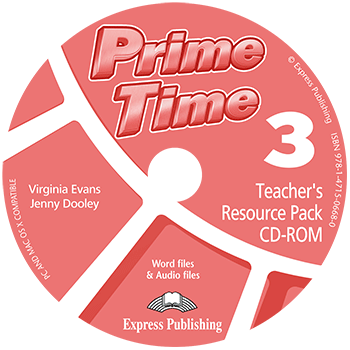 Prime
Time
© Express Publishing
ISBN 978-1-4715-0668-0
3
Teacher's
Resource Pack
CD-ROM
Virginia Evans
Jenny Dooley
PC AND MAC OS X COMPATIBLE
Word files
& Audio files
Express Publishing